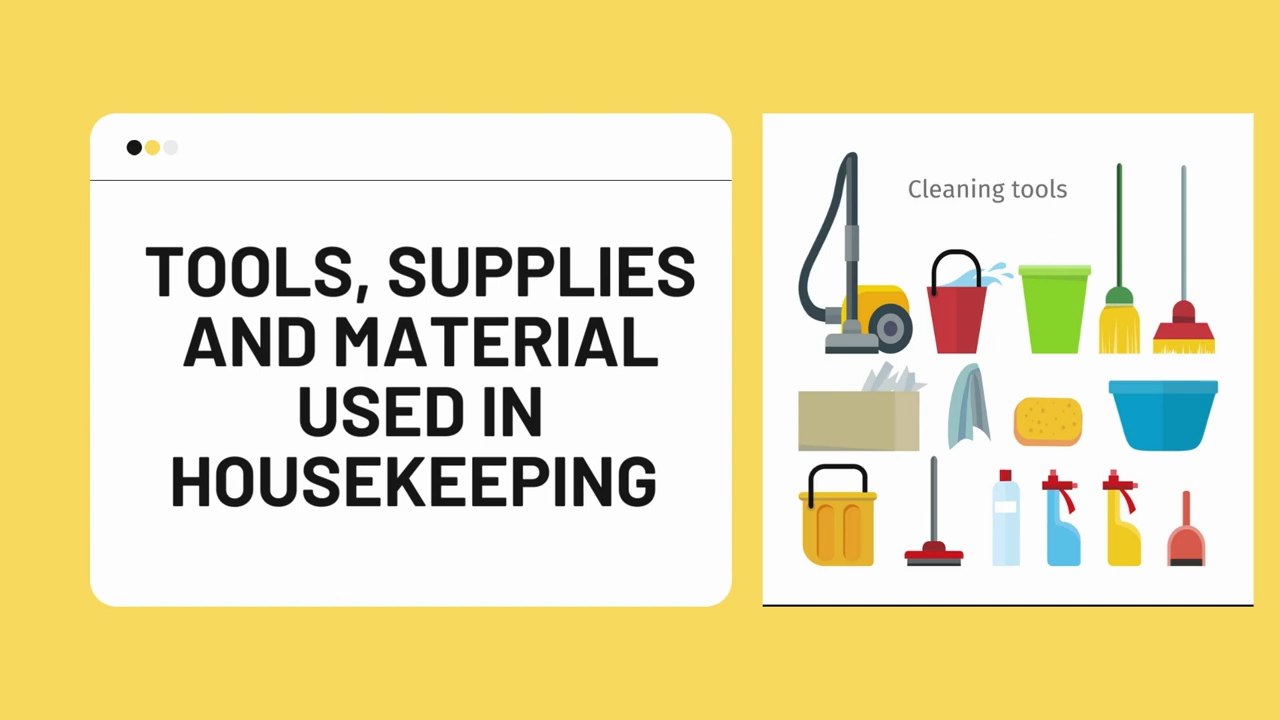 TOOLS, SUPPLIES
AND MATERIAL
USED IN
HOUSEKEEPING
Cleaning tools